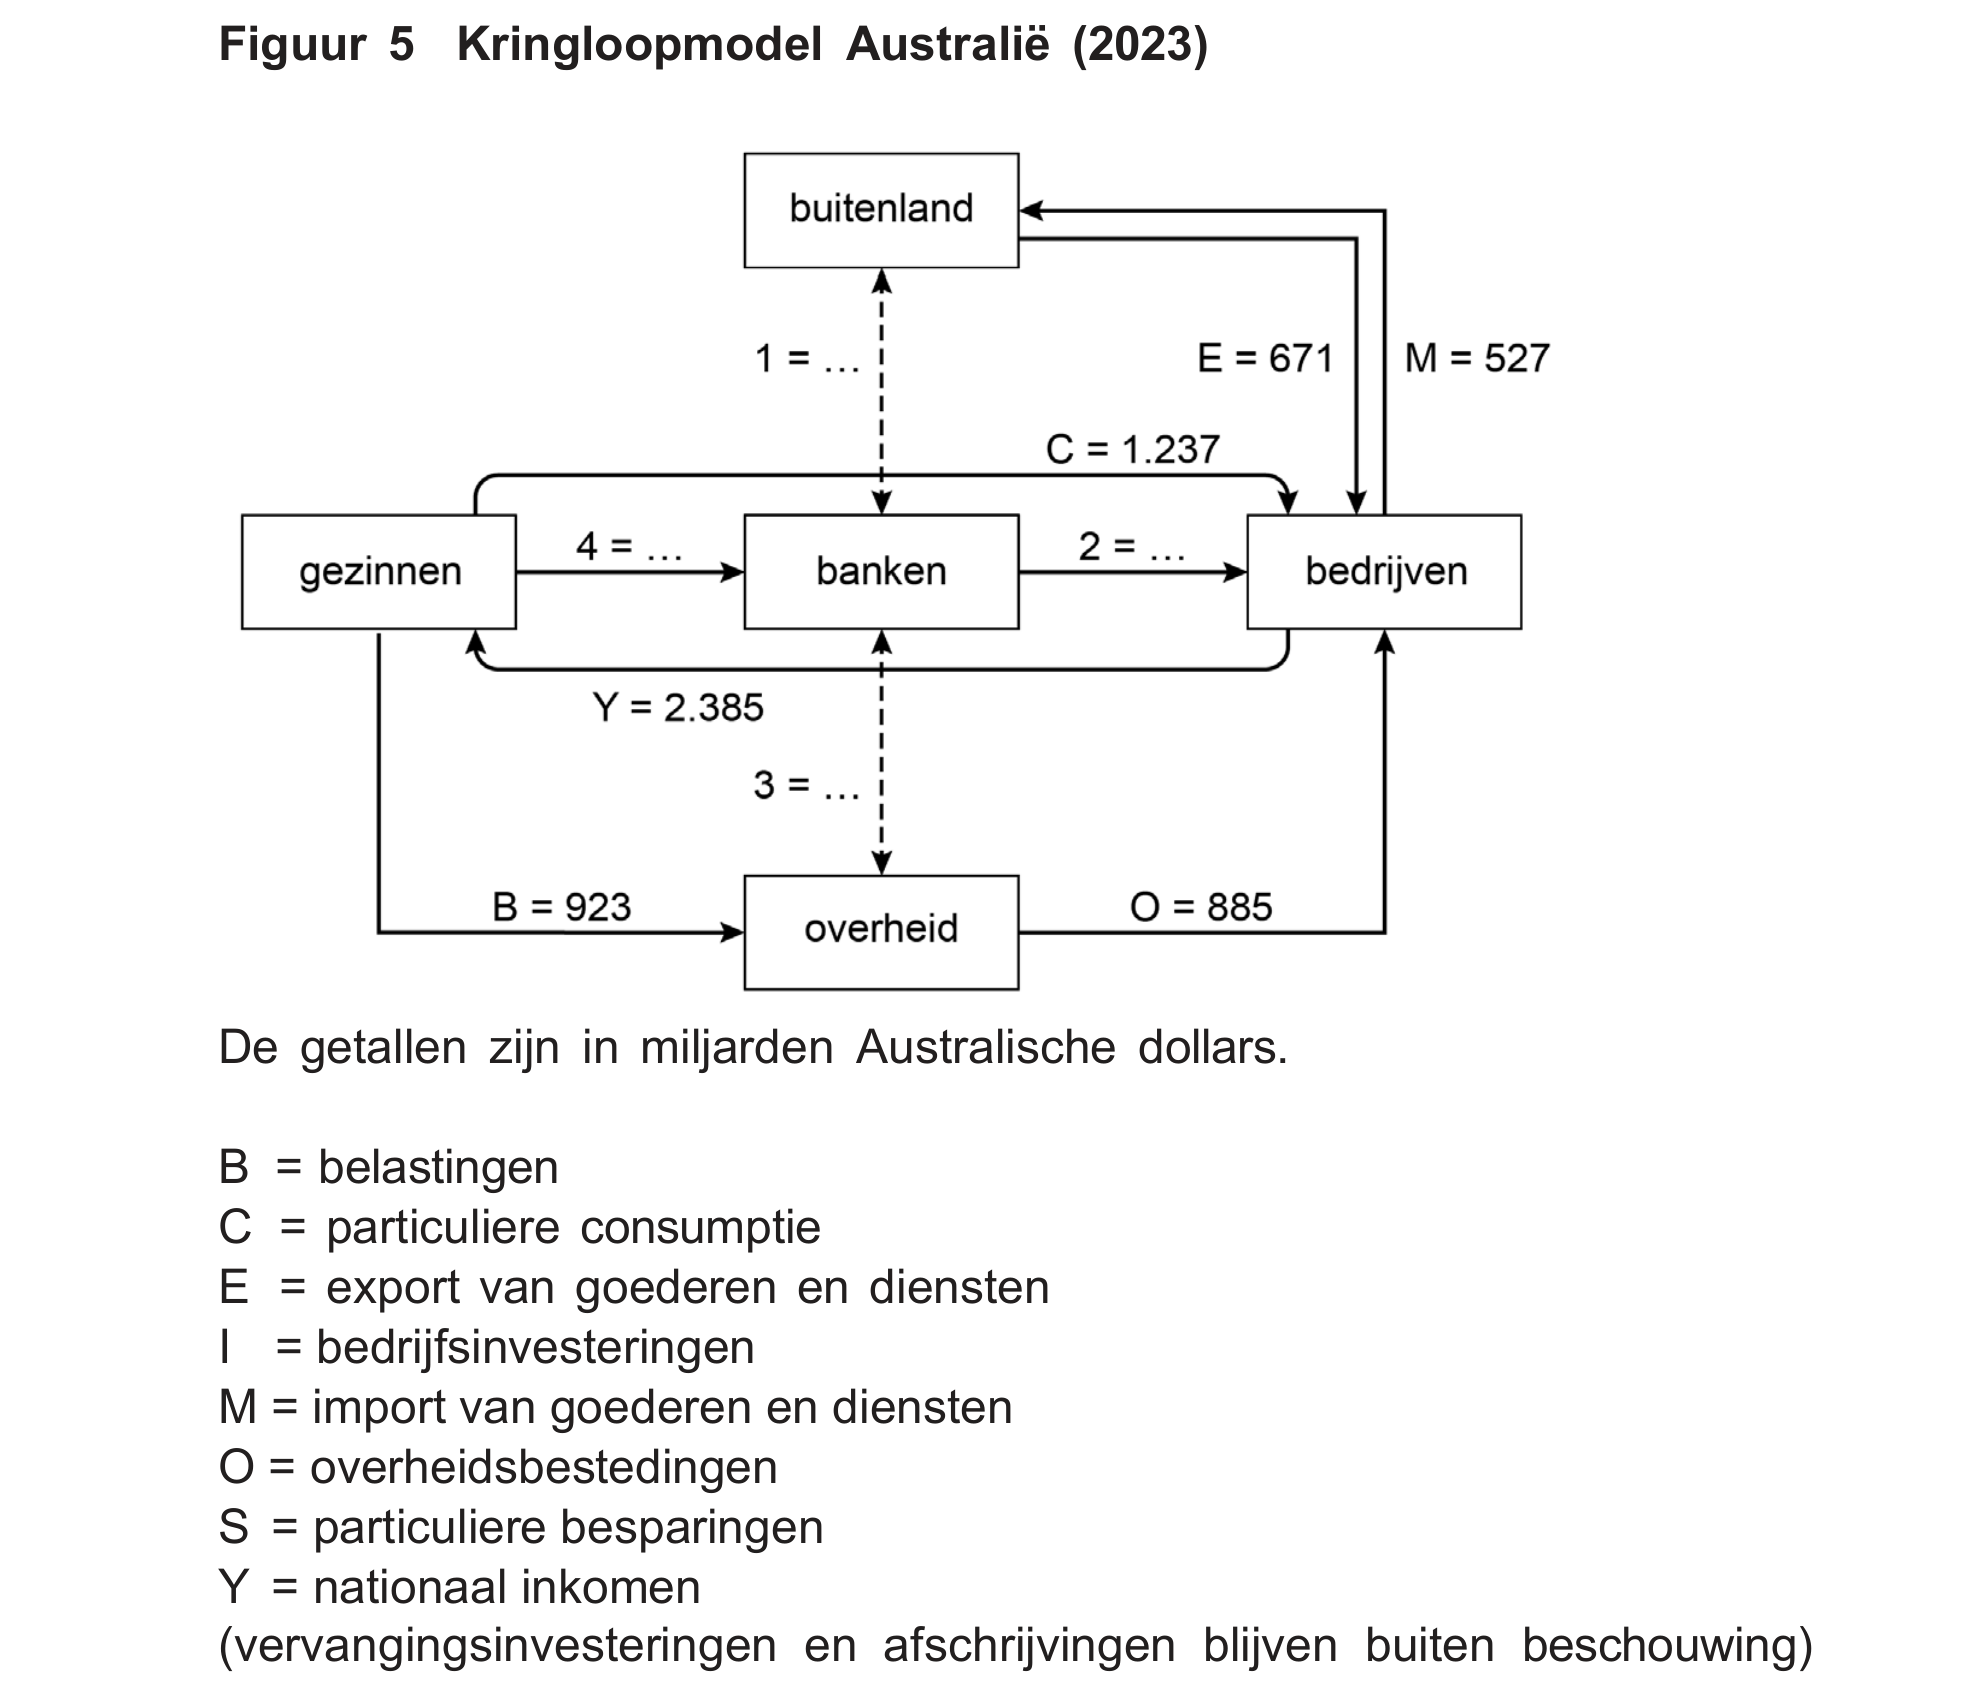 Figuur 5 Kringloopmodel Australië (2023)
buitenland
1 = ...
E = 671
M = 527
C = 1.237
gezinnen
4 = ...
banken
2 = ...
bedrijven
Y = 2.385
3 = ...
B = 923
overheid
O = 885
De getallen zijn in miljarden Australische dollars.
B = belastingen
C = particuliere consumptie
E = export van goederen en diensten
I = bedrijfsinvesteringen
M = import van goederen en diensten
O = overheidsbestedingen
S = particuliere besparingen
Y = nationaal inkomen
(vervangingsinvesteringen en afschrijvingen blijven buiten beschouwing)